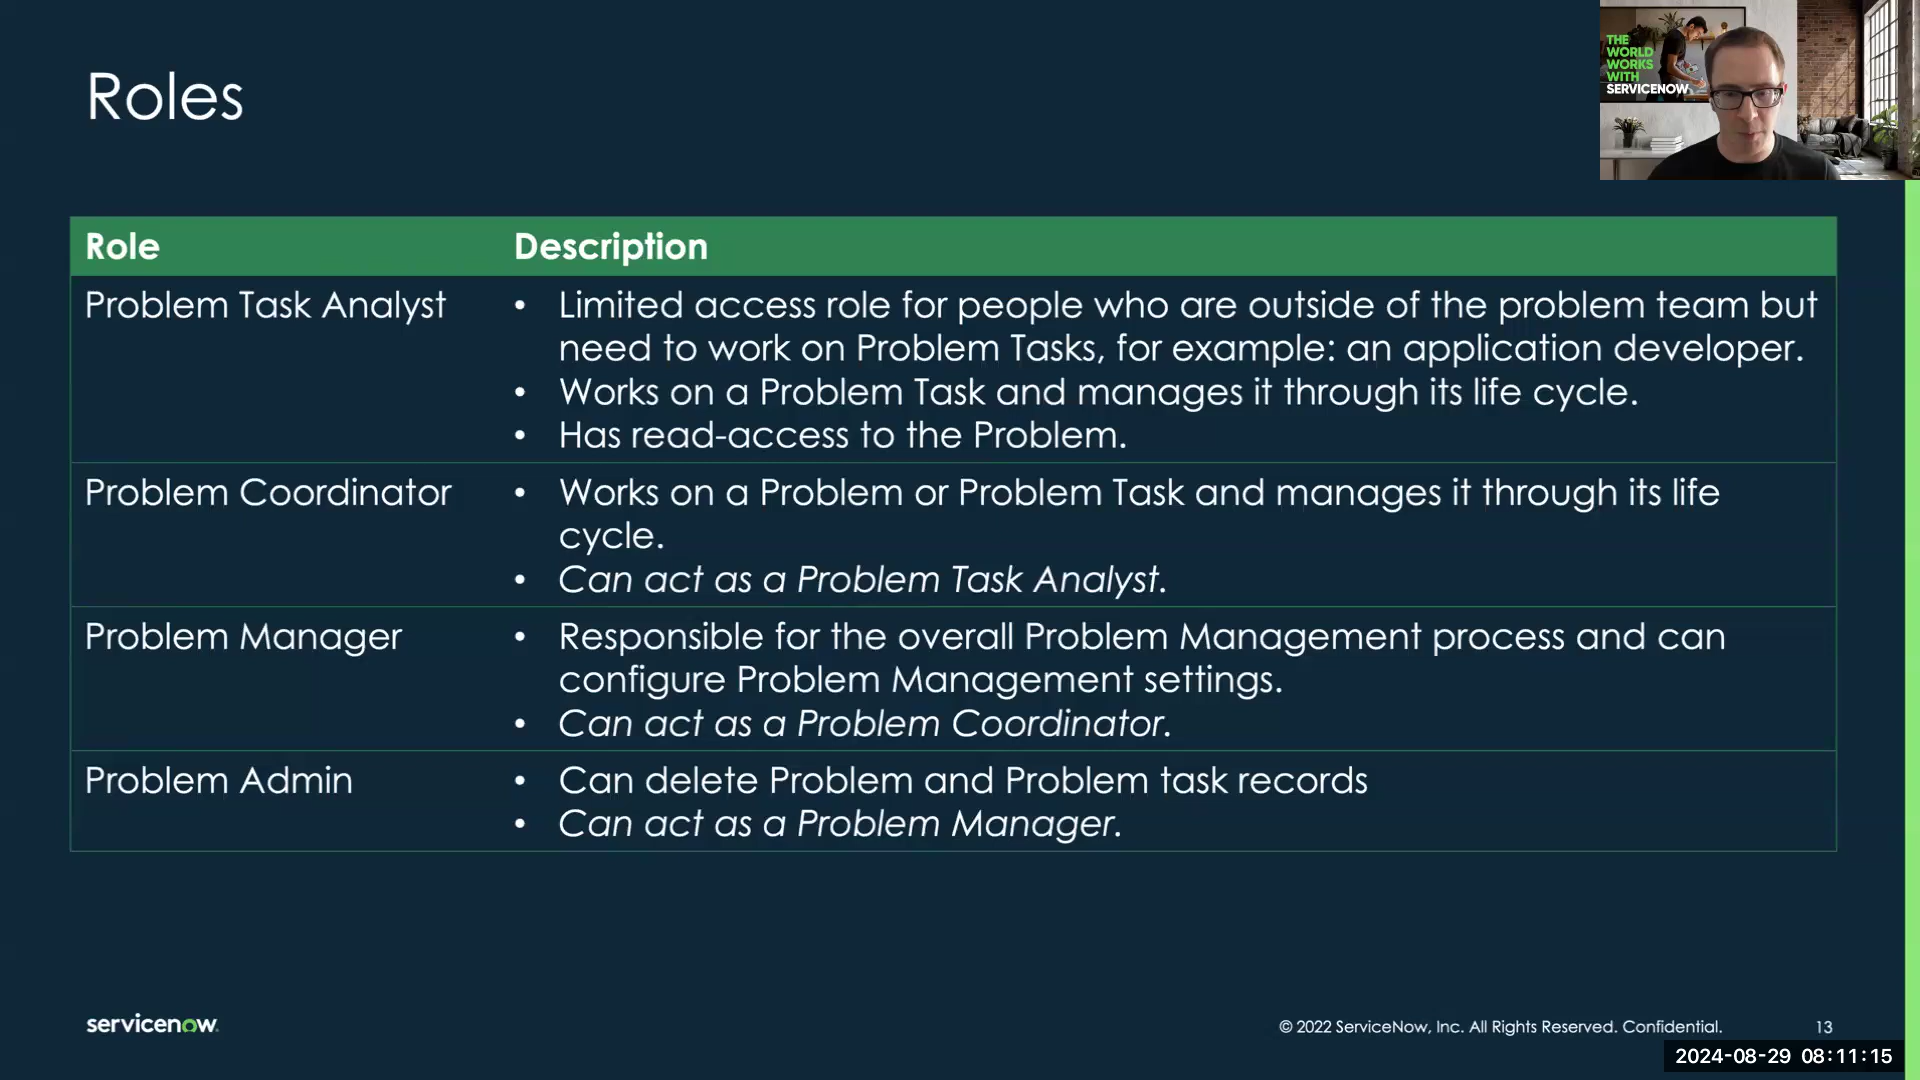 Roles
THE
WORLD
WORKS
WITH
SERVICENOW
Role Description
Problem Task Analyst • Limited access role for people who are outside of the problem team but
need to work on Problem Tasks, for example: an application developer.
• Works on a Problem Task and manages it through its life cycle.
• Has read-access to the Problem.
Problem Coordinator • Works on a Problem or Problem Task and manages it through its life
cycle.
• Can act as a Problem Task Analyst.
Problem Manager • Responsible for the overall Problem Management process and can
configure Problem Management settings.
• Can act as a Problem Coordinator.
Problem Admin • Can delete Problem and Problem task records
• Can act as a Problem Manager.
servicenow.
© 2022 ServiceNow, Inc. All Rights Reserved. Confidential. 13
2024-08-29 08:11:15